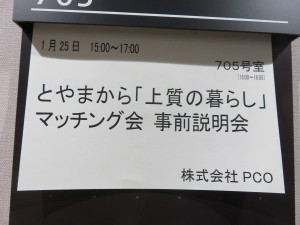 705
1月25日 15:00～17:00
705号室
とやまから「上質の暮らし」
マッチング会 事前説明会
株式会社 PCO